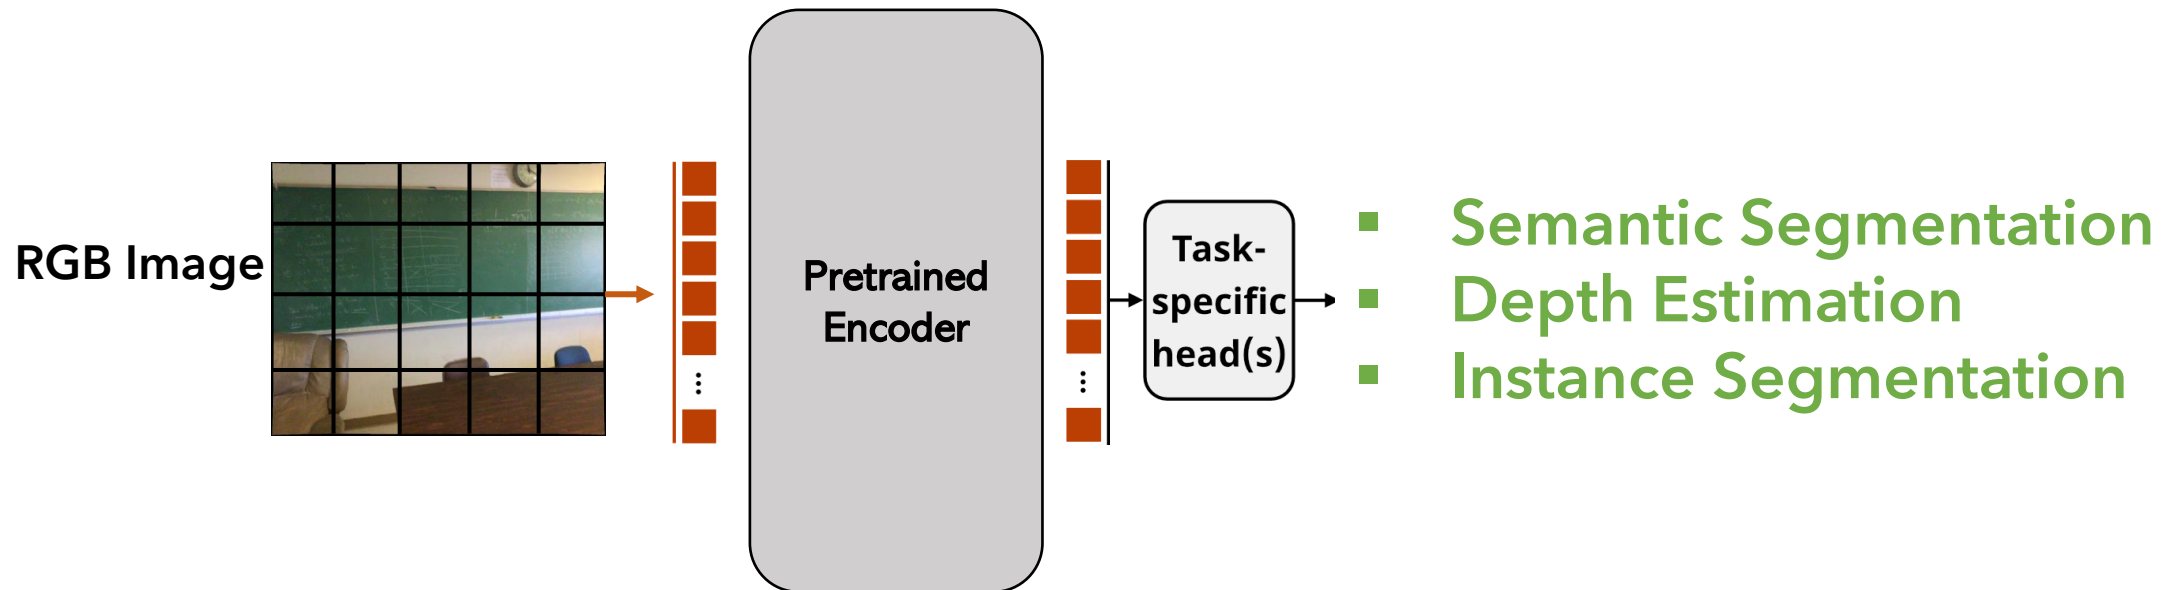 RGB Image
Pretrained
Encoder
Task-
specific
head(s)
▪ Semantic Segmentation
▪ Depth Estimation
▪ Instance Segmentation